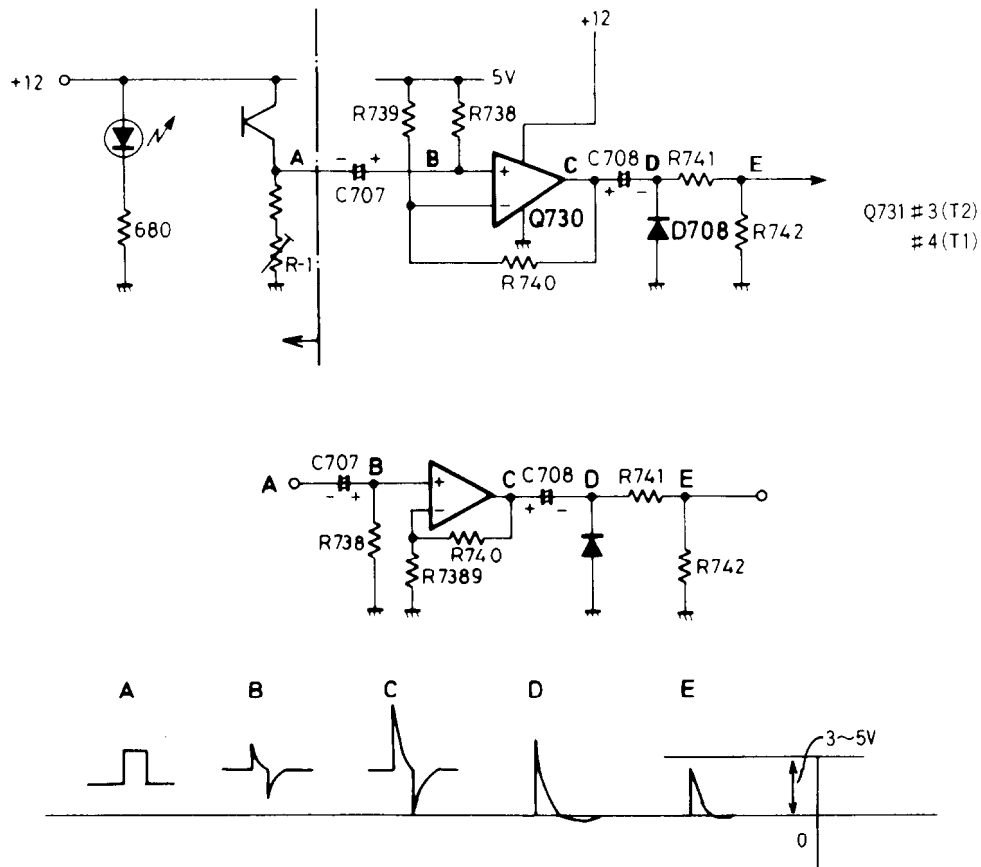 +12
+12
5V
R739
R738
A
- +
C707
B
+
-
Q730
C
C708
+ -
D
R741
E
D708
R742
Q731 #3(T2)
#4(T1)
680
R-1
R740
A
C707
- +
B
+
-
C
C708
+ -
D
R741
E
R738
R740
R7389
R742
A
B
C
D
E
3~5V
0